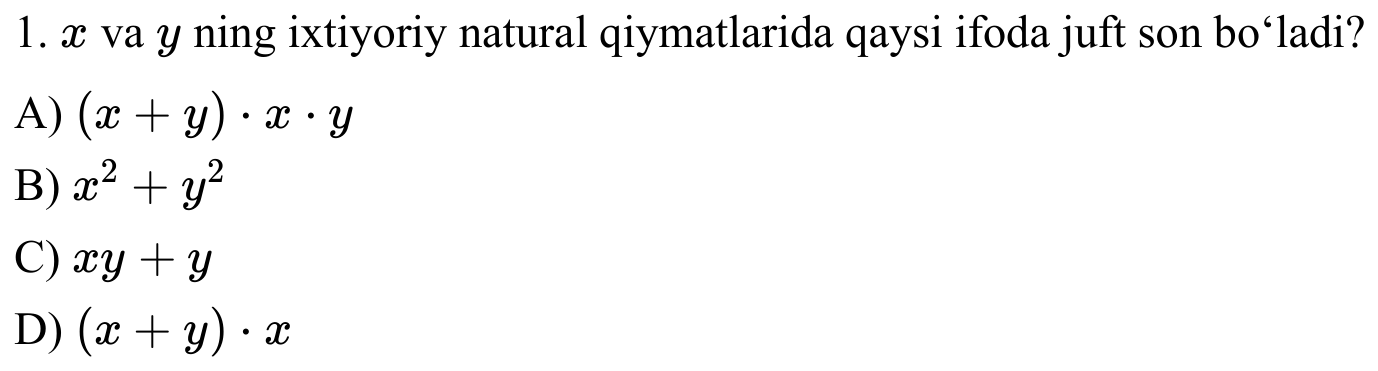 1. x va y ning ixtiyoriy natural qiymatlarida qaysi ifoda juft son bo‘ladi?
A) (x + y) · x · y
B) x² + y²
C) xy + y
D) (x + y) · x